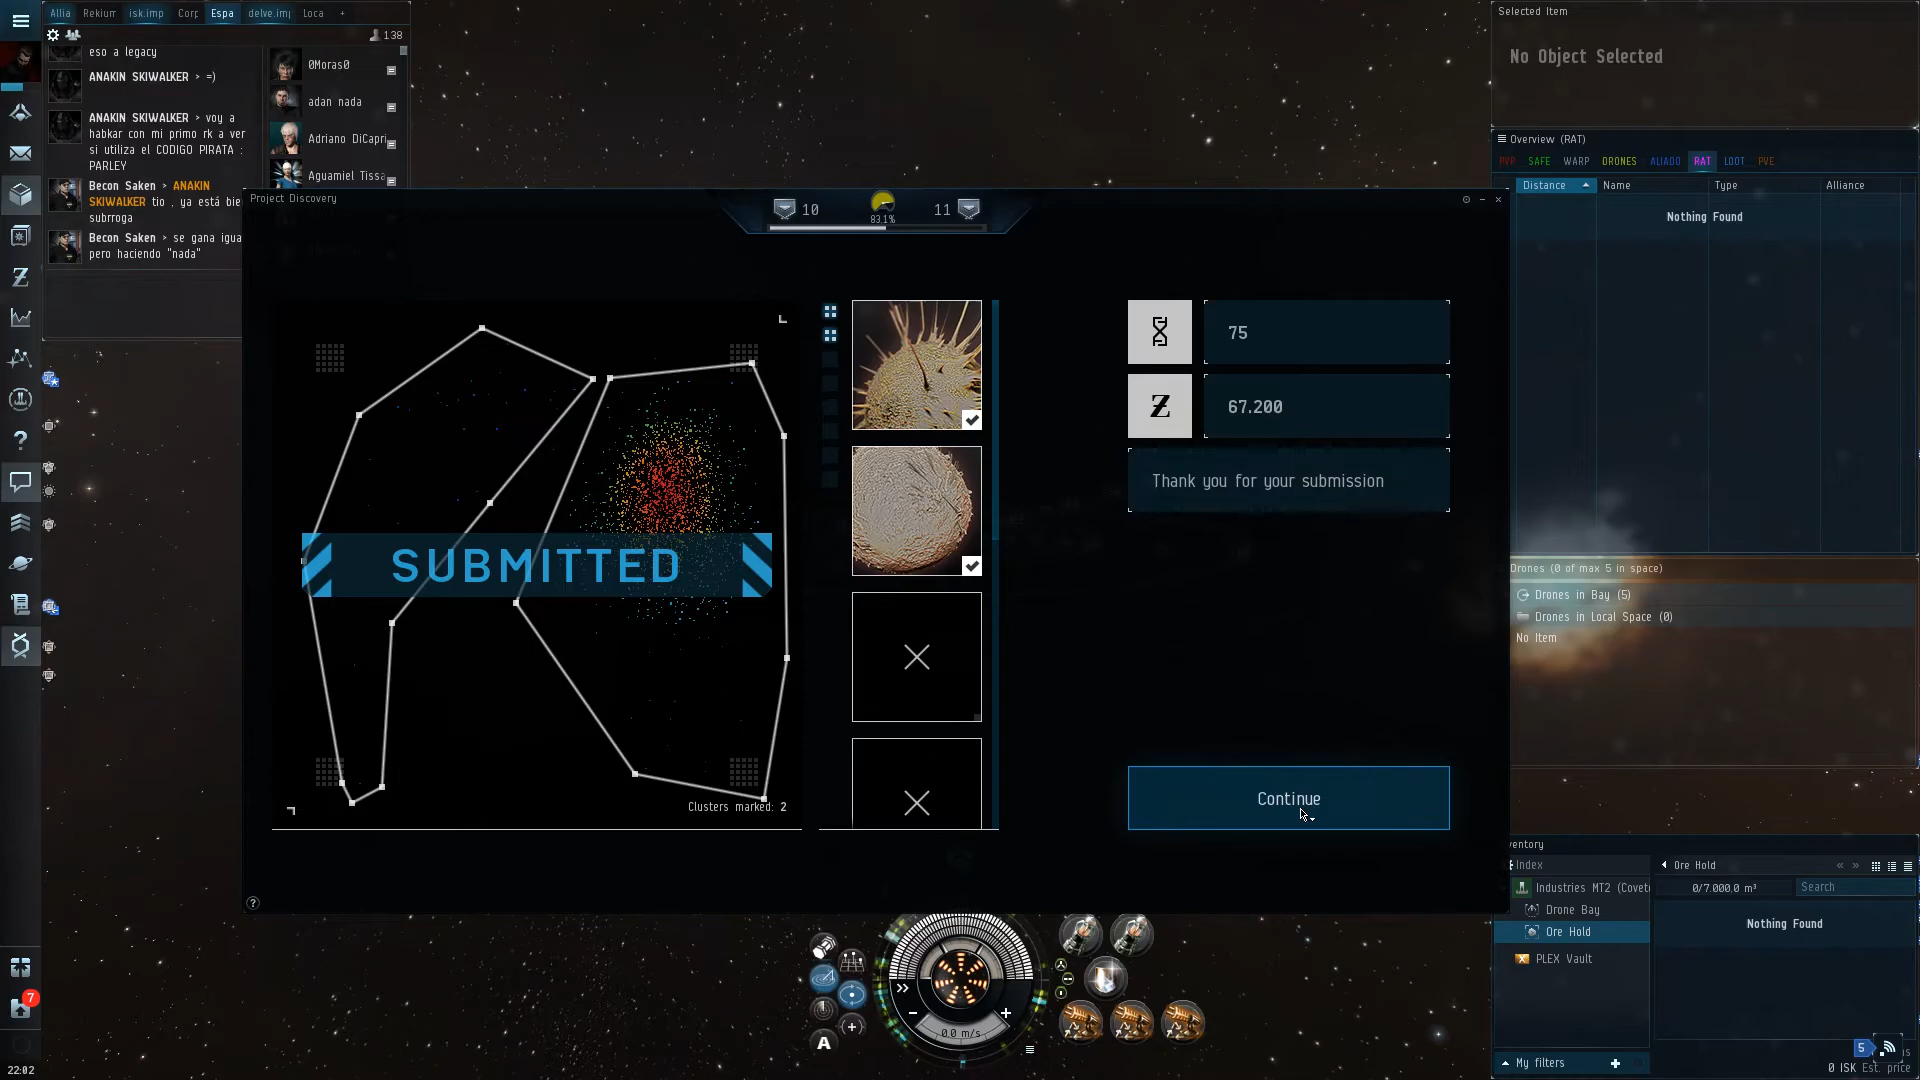 Allia Rekium isk.imp Corp Espa delve.imp Loca +
138
eso a legacy
ANAKIN SKIWALKER > =)
ANAKIN SKIWALKER > voy a
habkar con mi primo rk a ver
si utiliza el CODIGO PIRATA :
PARLEY
Becon Saken > ANAKIN
SKIWALKER tio , ya está bie
subrroga
Becon Saken > se gana igua
pero haciendo "nada"
0Moras0
adan nada
Adriano DiCapri
Aguamiel Tissa
Project Discovery
10
83.1%
11
SUBMITTED
Clusters marked: 2
75
67.200
Thank you for your submission
Continue
?
Selected Item
No Object Selected
Overview (RAT)
PVP SAFE WARP DRONES ALIADO RAT LOOT PVE
Distance Name Type Alliance
Nothing Found
Drones (0 of max 5 in space)
Drones in Bay (5)
Drones in Local Space (0)
No Item
ventory
Index
Industries MT2 (Covet
Drone Bay
Ore Hold
PLEX Vault
Ore Hold
0/7.000,0 m³
Search
Nothing Found
My filters +
5
0 ISK Est. price
0.0 m/s
A
7
22:02